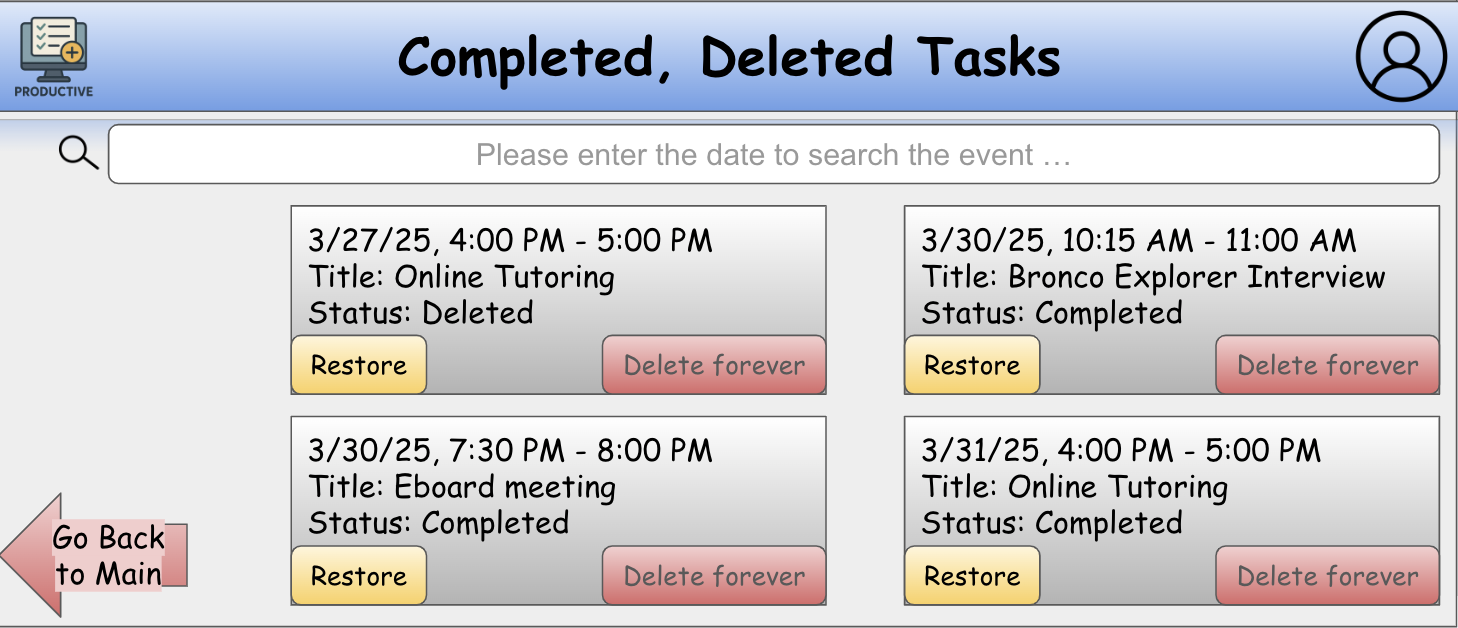 PRODUCTIVE
Completed, Deleted Tasks
Please enter the date to search the event ...
3/27/25, 4:00 PM - 5:00 PM
Title: Online Tutoring
Status: Deleted
Restore
Delete forever
3/30/25, 10:15 AM - 11:00 AM
Title: Bronco Explorer Interview
Status: Completed
Restore
Delete forever
3/30/25, 7:30 PM - 8:00 PM
Title: Eboard meeting
Status: Completed
Restore
Delete forever
3/31/25, 4:00 PM - 5:00 PM
Title: Online Tutoring
Status: Completed
Restore
Delete forever
Go Back
to Main